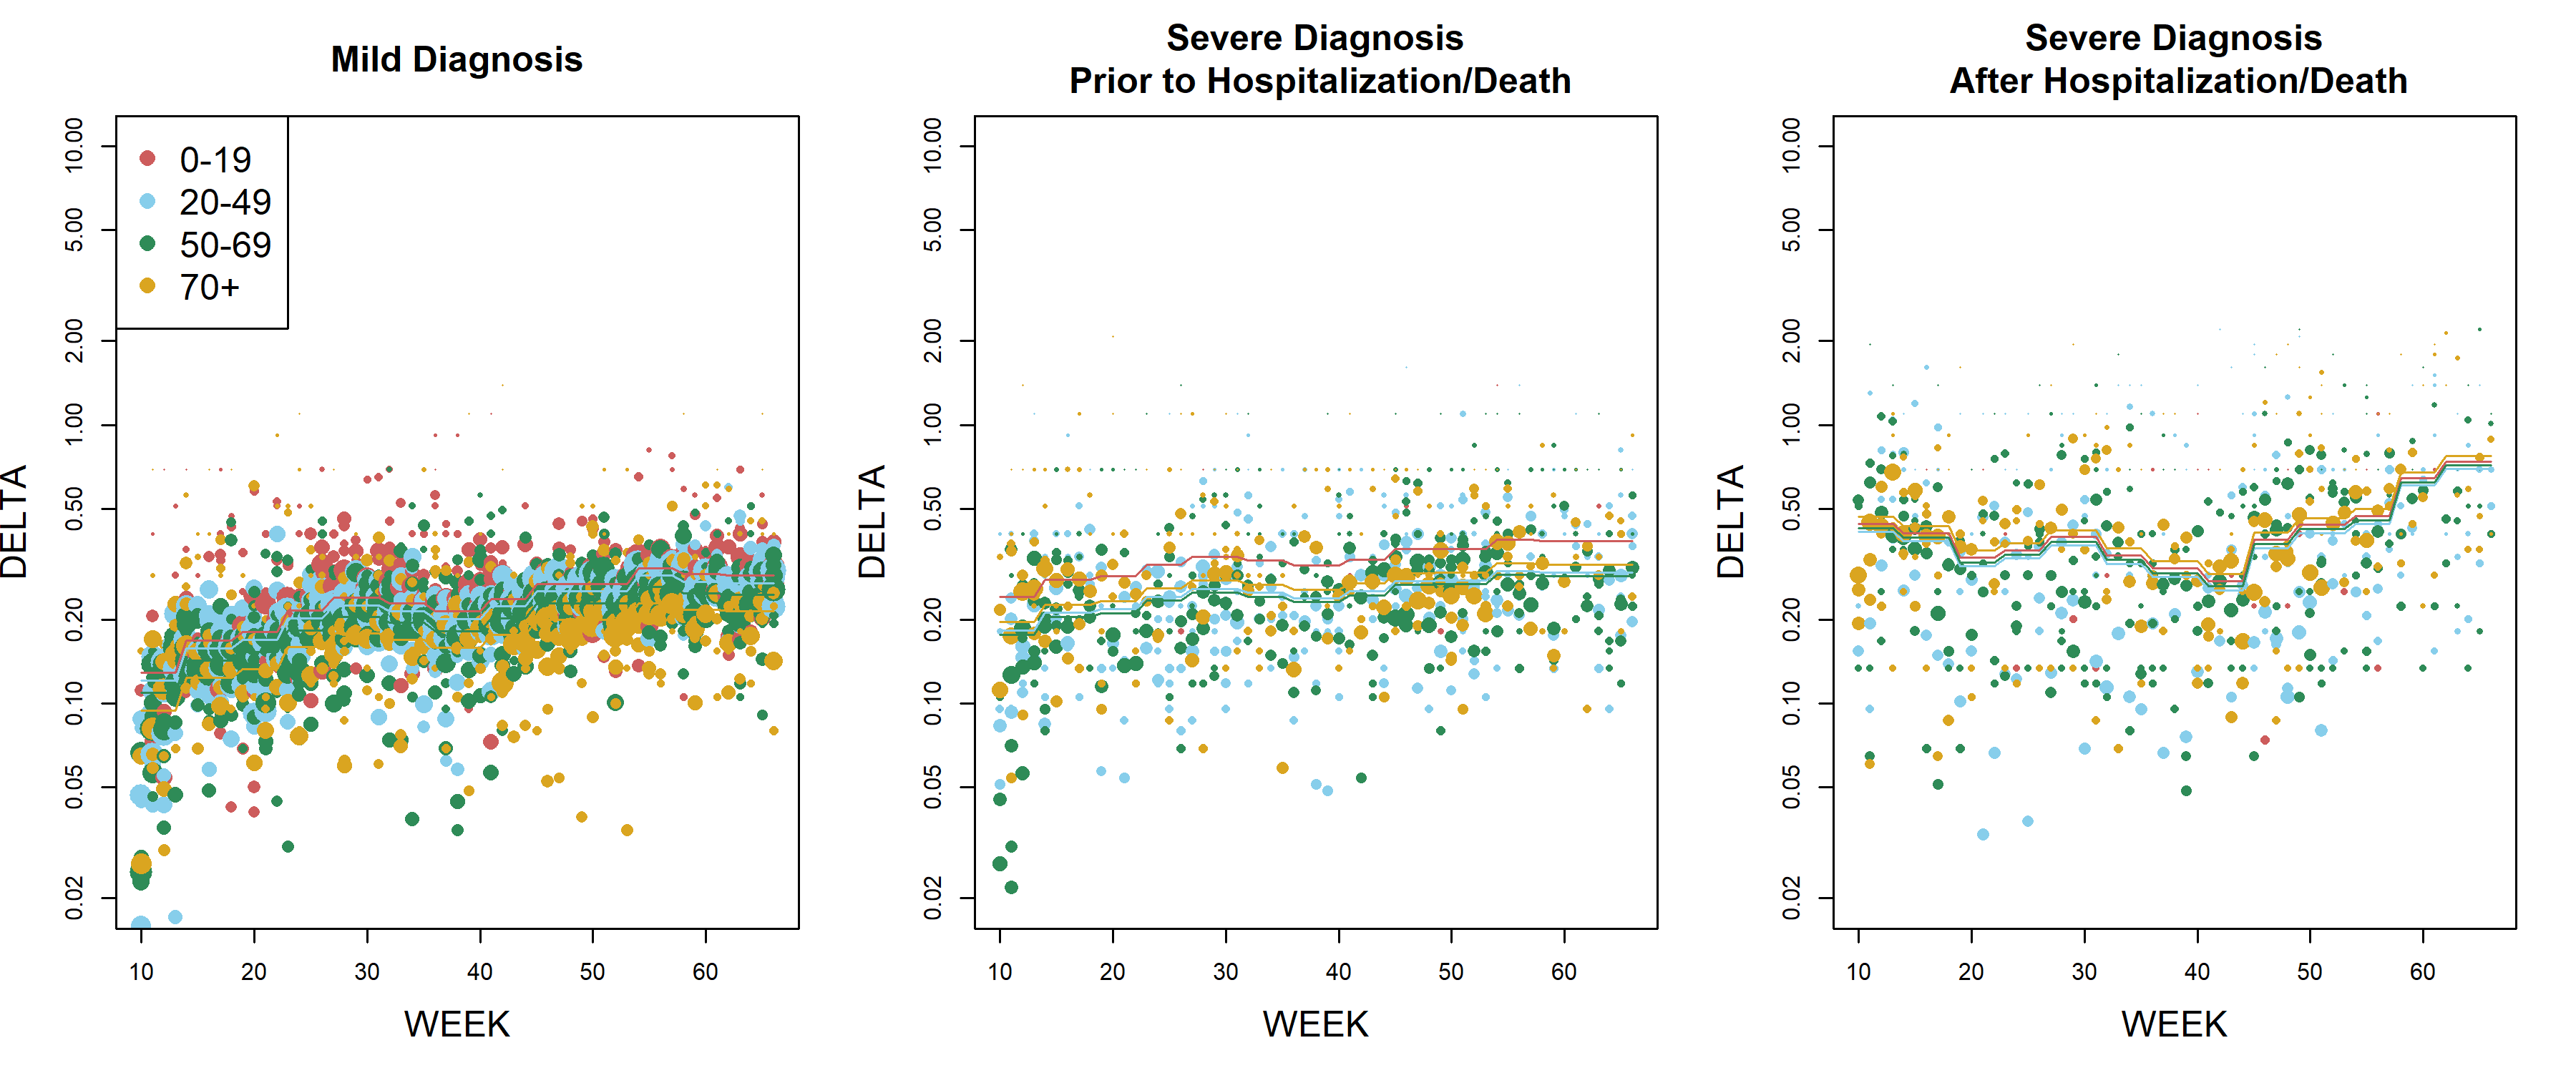 Mild Diagnosis
10.00
5.00
2.00
1.00
0.50
0.20
0.10
0.05
0.02
DELTA
0-19
20-49
50-69
70+
10 20 30 40 50 60
WEEK
Severe Diagnosis
Prior to Hospitalization/Death
10.00
5.00
2.00
1.00
0.50
0.20
0.10
0.05
0.02
DELTA
10 20 30 40 50 60
WEEK
Severe Diagnosis
After Hospitalization/Death
10.00
5.00
2.00
1.00
0.50
0.20
0.10
0.05
0.02
DELTA
10 20 30 40 50 60
WEEK